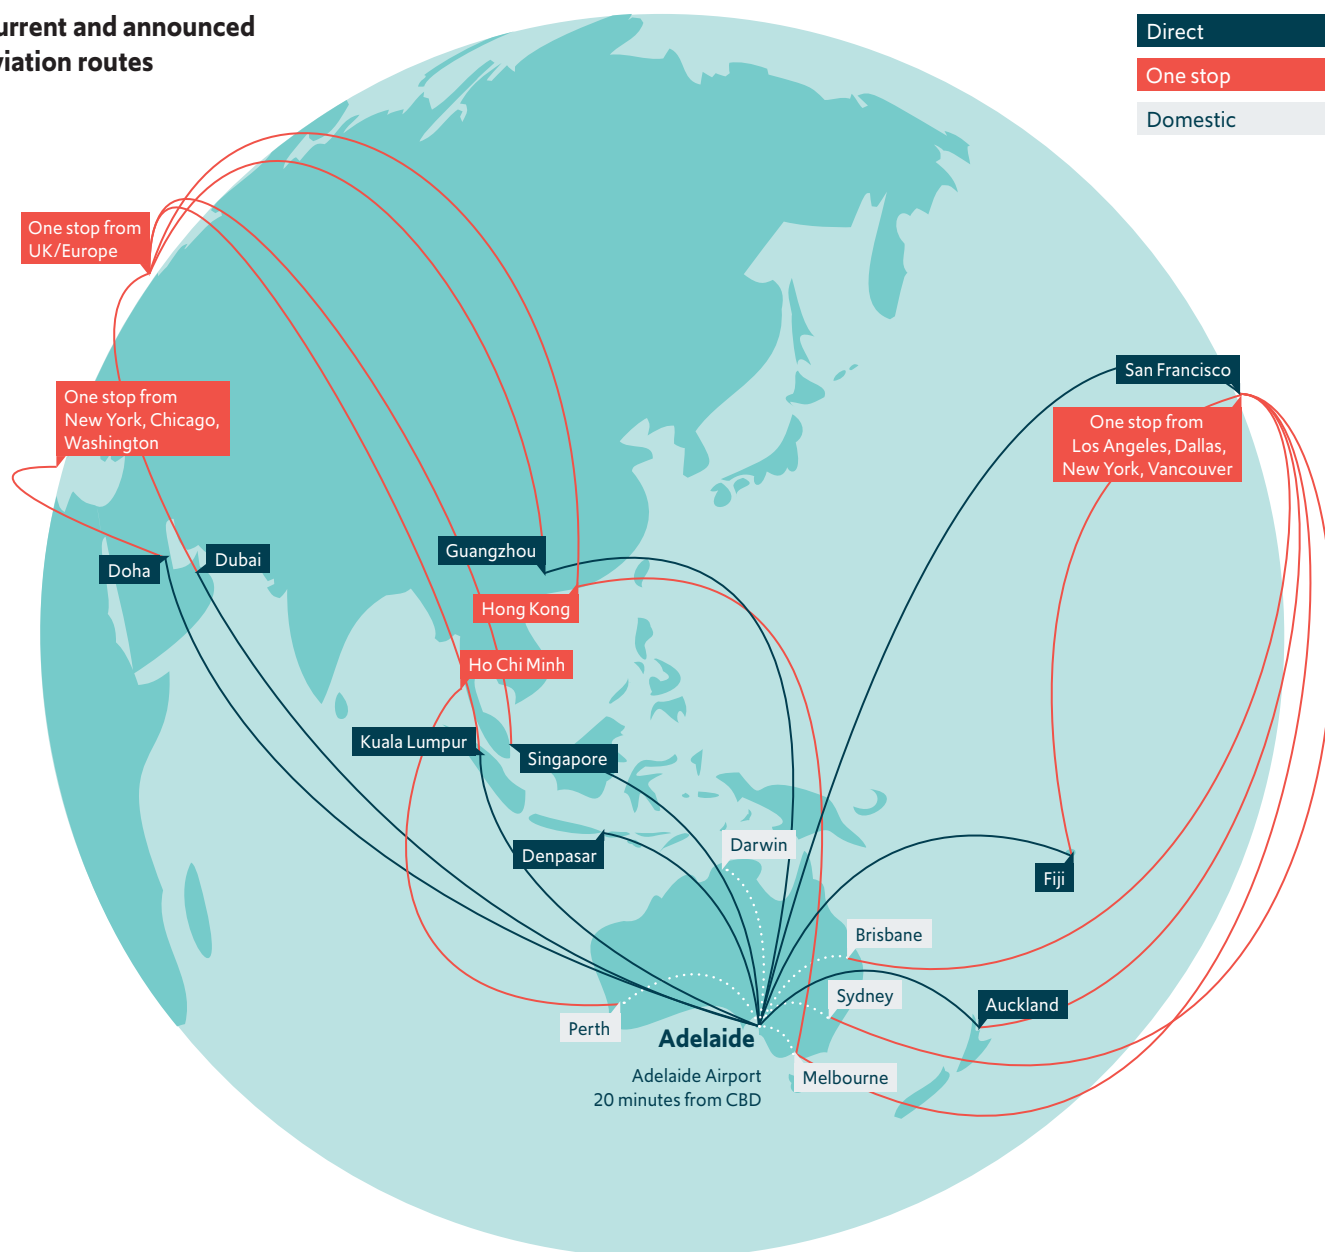 urrent and announced
viation routes
Direct
One stop
Domestic
One stop from
UK/Europe
San Francisco
One stop from
New York, Chicago,
Washington
One stop from
Los Angeles, Dallas,
New York, Vancouver
Guangzhou
Dubai
Doha
Hong Kong
Ho Chi Minh
Kuala Lumpur
Singapore
Darwin
Denpasar
Fiji
Brisbane
Sydney
Auckland
Perth
Adelaide
Melbourne
Adelaide Airport
20 minutes from CBD